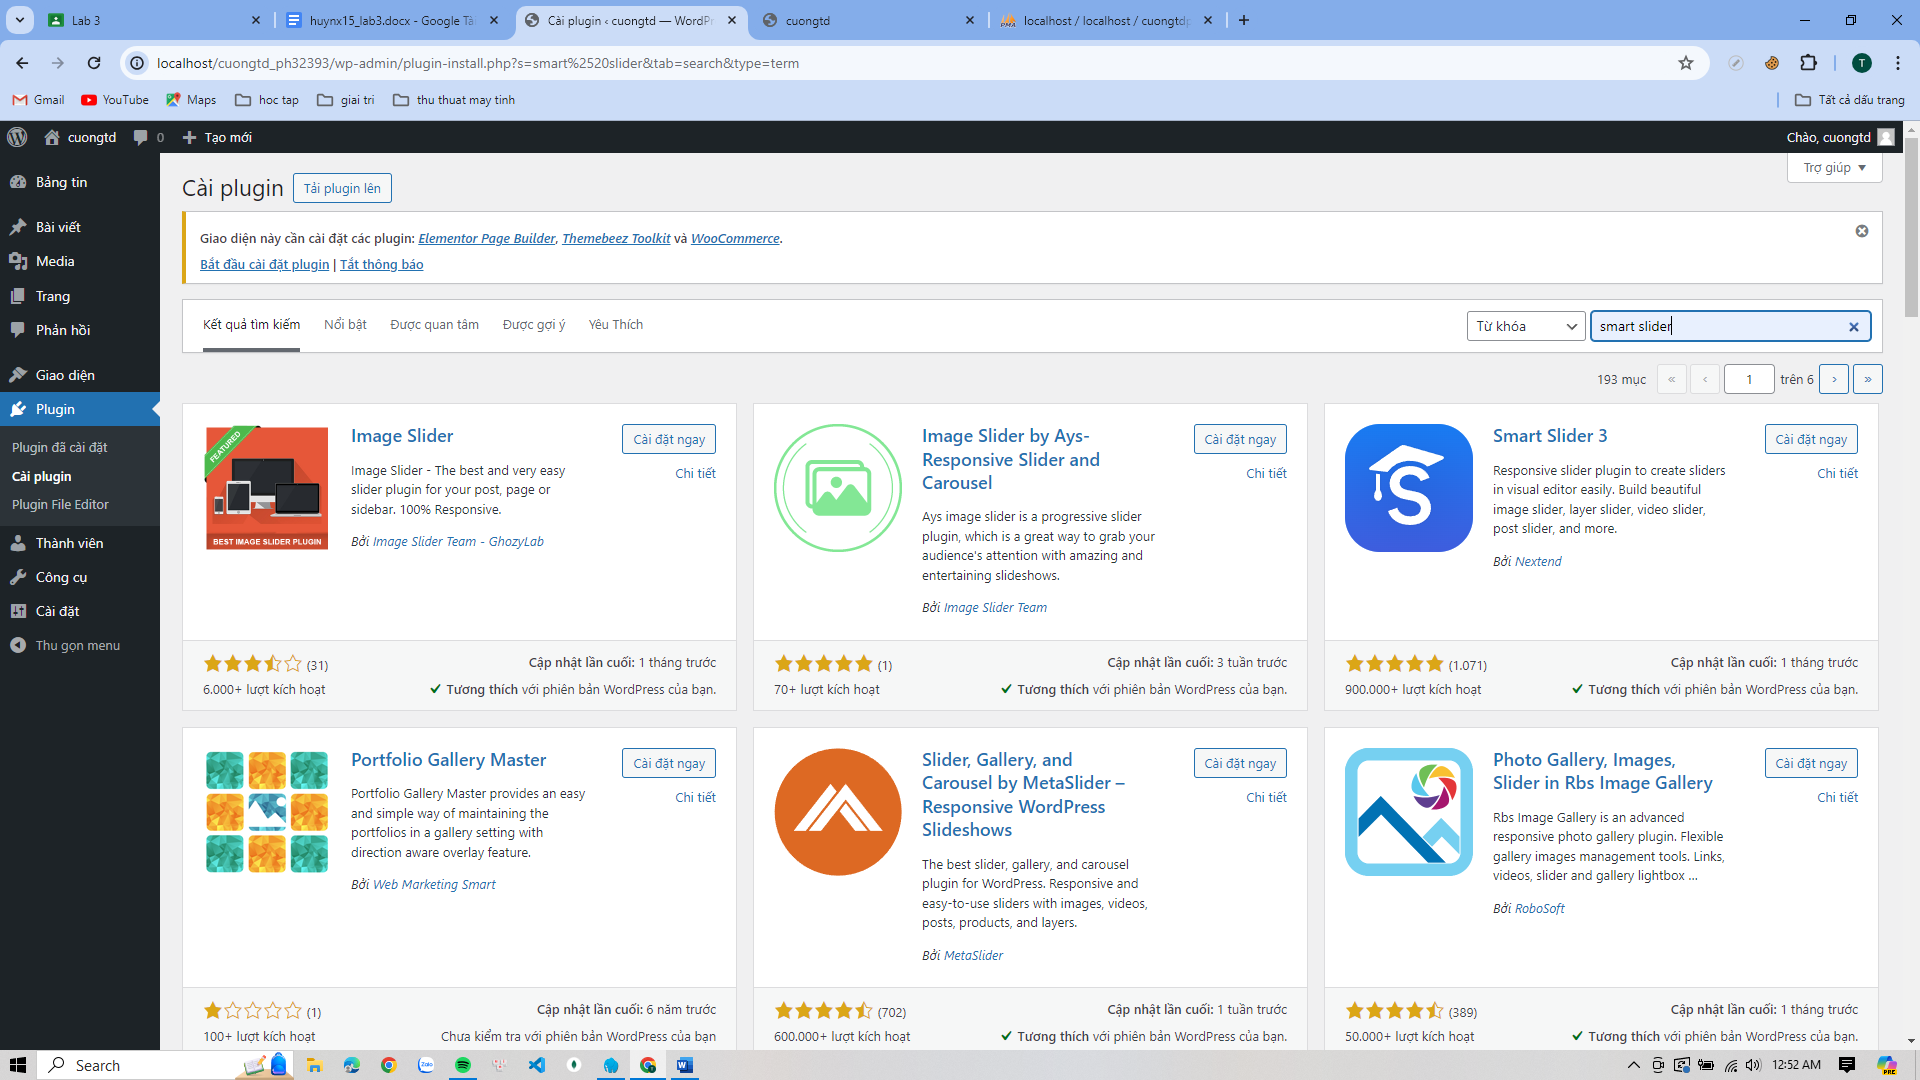 Lab 3
huynx15_lab3.docx - Google Tài
Cài plugin ‹ cuongtd — WordPr
cuongtd
localhost / localhost / cuongtdp
localhost/cuongtd_ph32393/wp-admin/plugin-install.php?s=smart%2520slider&tab=search&type=term
T
Gmail
YouTube
Maps
hoc tap
giai tri
thu thuat may tinh
Tất cả dấu trang
cuongtd
0
Tạo mới
Chào, cuongtd
Bảng tin
Bài viết
Media
Trang
Phản hồi
Giao diện
Plugin
Plugin đã cài đặt
Cài plugin
Plugin File Editor
Thành viên
Công cụ
Cài đặt
Thu gọn menu
Trợ giúp
Cài plugin
Tải plugin lên
Giao diện này cần cài đặt các plugin: Elementor Page Builder, Themebeez Toolkit và WooCommerce.
Bắt đầu cài đặt plugin | Tắt thông báo
Kết quả tìm kiếm
Nổi bật
Được quan tâm
Được gợi ý
Yêu Thích
Từ khóa
smart slider
193 mục
«
‹
1
trên 6
›
»
FEATURED
BEST IMAGE SLIDER PLUGIN
Image Slider
Cài đặt ngay
Chi tiết
Image Slider - The best and very easy
slider plugin for your post, page or
sidebar. 100% Responsive.
Bởi Image Slider Team - GhozyLab
(31)
Cập nhật lần cuối: 1 tháng trước
6.000+ lượt kích hoạt
Tương thích với phiên bản WordPress của bạn.
Image Slider by Ays-
Responsive Slider and
Carousel
Cài đặt ngay
Chi tiết
Ays image slider is a progressive slider
plugin, which is a great way to grab your
audience's attention with amazing and
entertaining slideshows.
Bởi Image Slider Team
(1)
Cập nhật lần cuối: 3 tuần trước
70+ lượt kích hoạt
Tương thích với phiên bản WordPress của bạn.
S
Smart Slider 3
Cài đặt ngay
Chi tiết
Responsive slider plugin to create sliders
in visual editor easily. Build beautiful
image slider, layer slider, video slider,
post slider, and more.
Bởi Nextend
(1.071)
Cập nhật lần cuối: 1 tháng trước
900.000+ lượt kích hoạt
Tương thích với phiên bản WordPress của bạn.
Portfolio Gallery Master
Cài đặt ngay
Chi tiết
Portfolio Gallery Master provides an easy
and simple way of maintaining the
portfolios in a gallery setting with
direction aware overlay feature.
Bởi Web Marketing Smart
(1)
Cập nhật lần cuối: 6 năm trước
100+ lượt kích hoạt
Chưa kiểm tra với phiên bản WordPress của bạn
Slider, Gallery, and
Carousel by MetaSlider –
Responsive WordPress
Slideshows
Cài đặt ngay
Chi tiết
The best slider, gallery, and carousel
plugin for WordPress. Responsive and
easy-to-use sliders with images, videos,
posts, products, and layers.
Bởi MetaSlider
(702)
Cập nhật lần cuối: 1 tuần trước
600.000+ lượt kích hoạt
Tương thích với phiên bản WordPress của bạn.
Photo Gallery, Images,
Slider in Rbs Image Gallery
Cài đặt ngay
Chi tiết
Rbs Image Gallery is an advanced
responsive photo gallery plugin. Flexible
gallery images management tools. Links,
videos, slider and gallery lightbox ...
Bởi RoboSoft
(389)
Cập nhật lần cuối: 1 tháng trước
50.000+ lượt kích hoạt
Tương thích với phiên bản WordPress của bạn.
Search
Zalo
12:52 AM
PRE